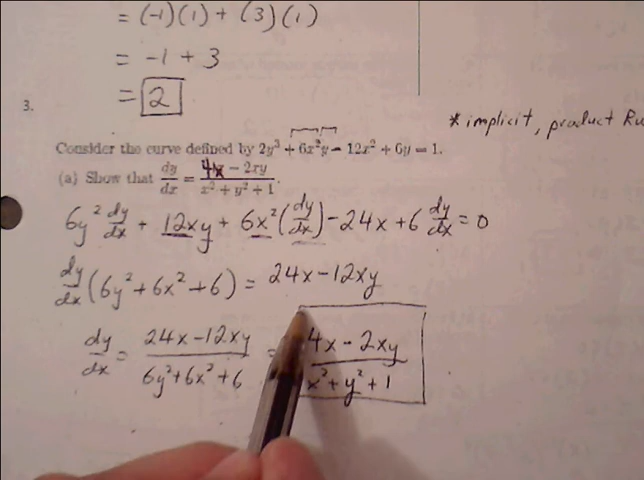 = (-1)(1) + (3)(1)
= -1 + 3
= 2
3.
* implicit, product Ru
Consider the curve defined by 2y³ + 6x²y - 12x² + 6y = 1.
(a) Show that dy/dx = (4x - 2xy)/(x² + y² + 1).
6y² dy/dx + 12xy + 6x² (dy/dx) - 24x + 6 dy/dx = 0
dy/dx (6y² + 6x² + 6) = 24x - 12xy
dy/dx = (24x - 12xy)/(6y² + 6x² + 6) = (4x - 2xy)/(x² + y² + 1)